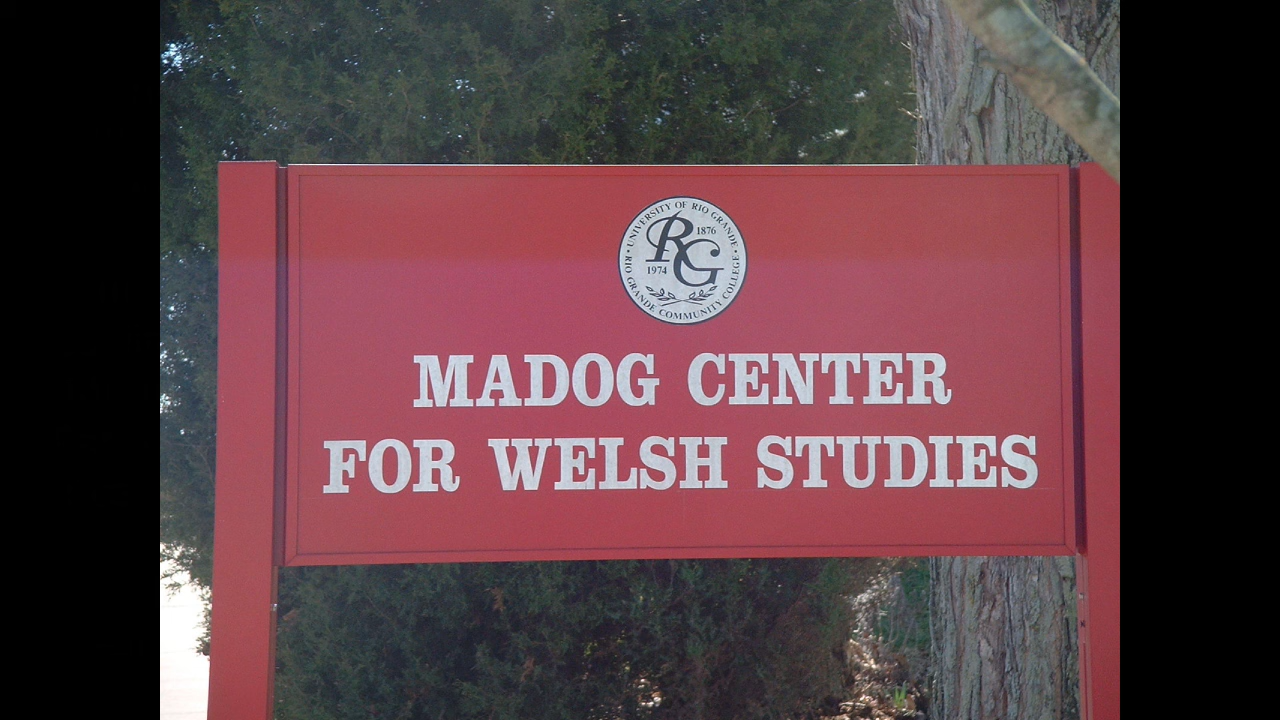 UNIVERSITY OF RIO GRANDE
RG
1876
1974
RIO GRANDE COMMUNITY COLLEGE
MADOG CENTER
FOR WELSH STUDIES